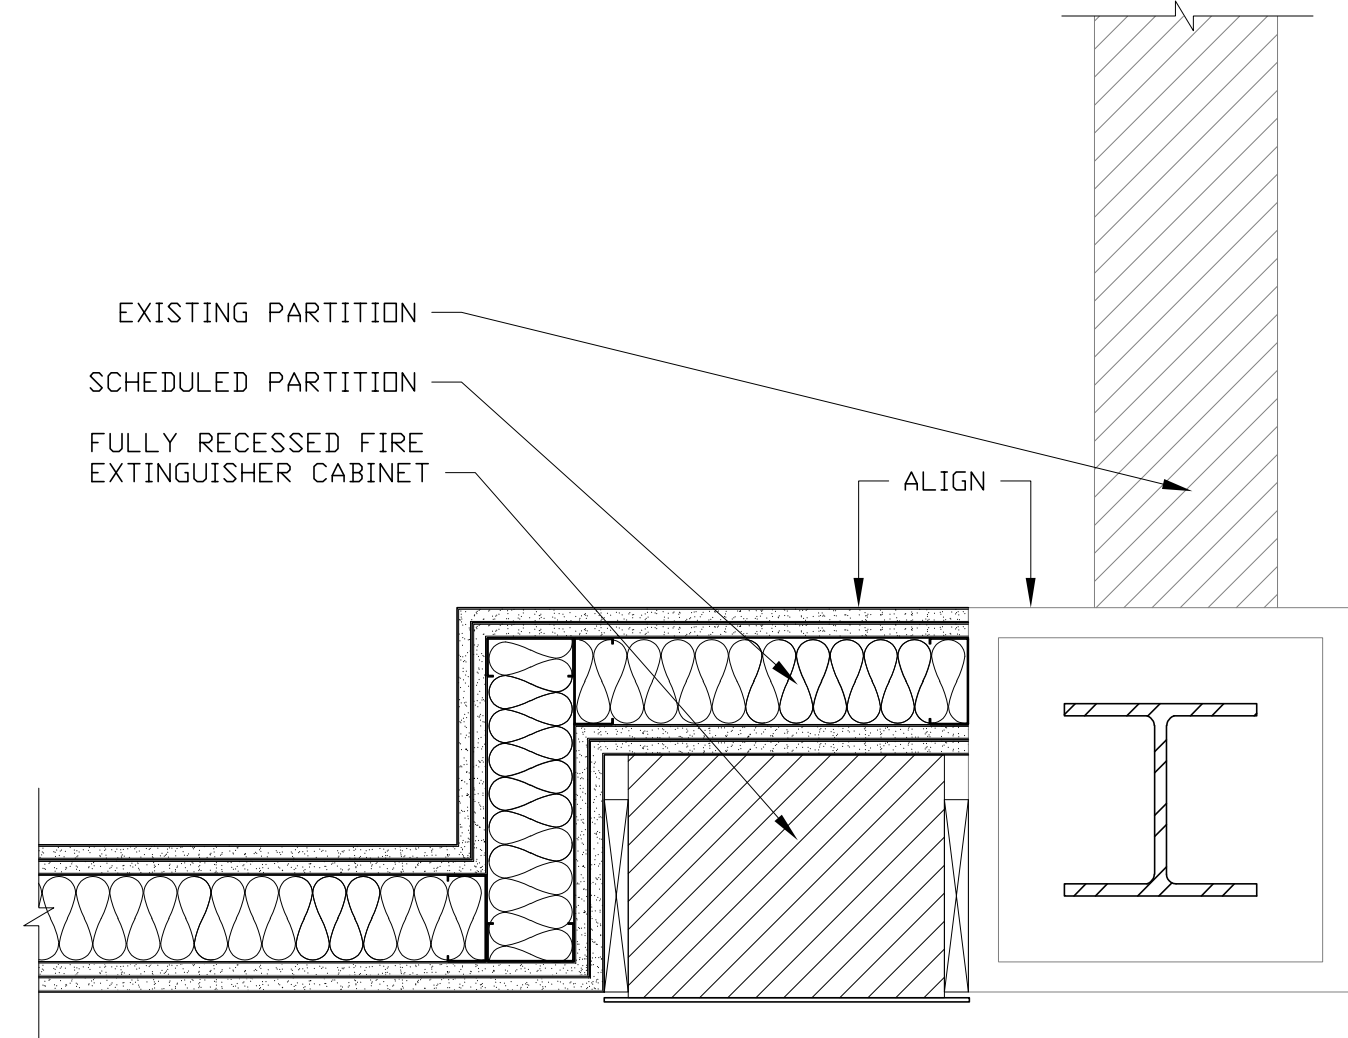 EXISTING PARTITION
SCHEDULED PARTITION
FULLY RECESSED FIRE
EXTINGUISHER CABINET
ALIGN